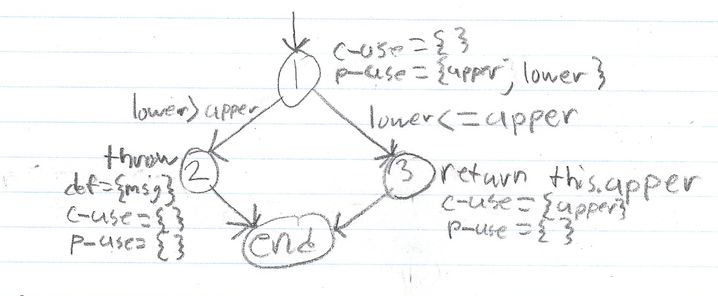 c-use = { }
p-use = {upper, lower}
1
lower>upper
lower<=upper
throw
2
def={msg}
c-use={ }
p-use={ }
3
return this.upper
c-use={upper}
p-use={ }
end